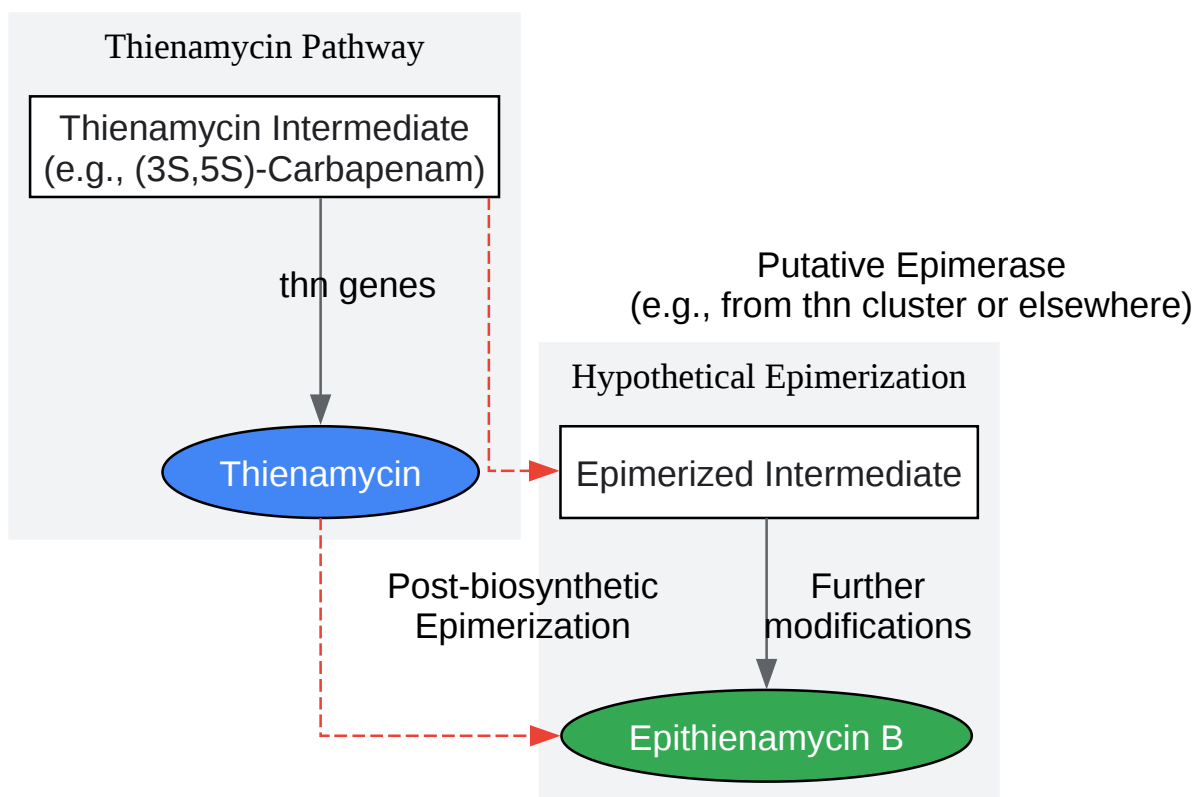 Thienamycin Pathway
Thienamycin Intermediate
(e.g., (3S,5S)-Carbapenam)
thn genes
Putative Epimerase
(e.g., from thn cluster or elsewhere)
Hypothetical Epimerization
Thienamycin
Epimerized Intermediate
Post-biosynthetic
Epimerization
Further
modifications
Epithienamycin B